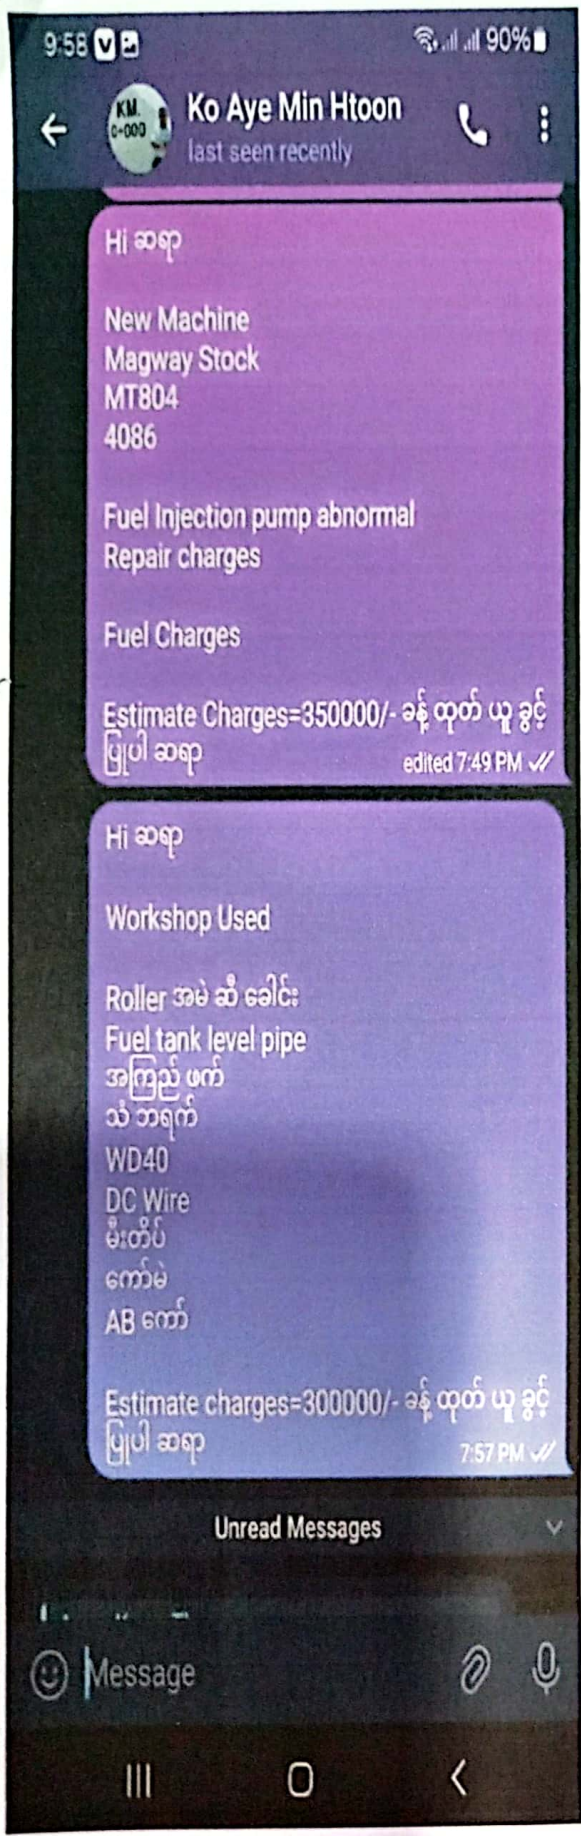 9:58
90%
KM.
0+000
Ko Aye Min Htoon
last seen recently
Hi ဆရာ
New Machine
Magway Stock
MT804
4086
Fuel Injection pump abnormal
Repair charges
Fuel Charges
Estimate Charges=350000/- ခန့် ထုတ် ယူ ခွင့်
ပြုပါ ဆရာ
edited 7:49 PM
Hi ဆရာ
Workshop Used
Roller အမဲ ဆီ ခေါင်း
Fuel tank level pipe
အကြည် ဖက်
သံ ဘရက်
WD40
DC Wire
မီးတိပ်
ကော်မဲ
AB ကော်
Estimate charges=300000/- ခန့် ထုတ် ယူ ခွင့်
ပြုပါ ဆရာ
7:57 PM
Unread Messages
Message